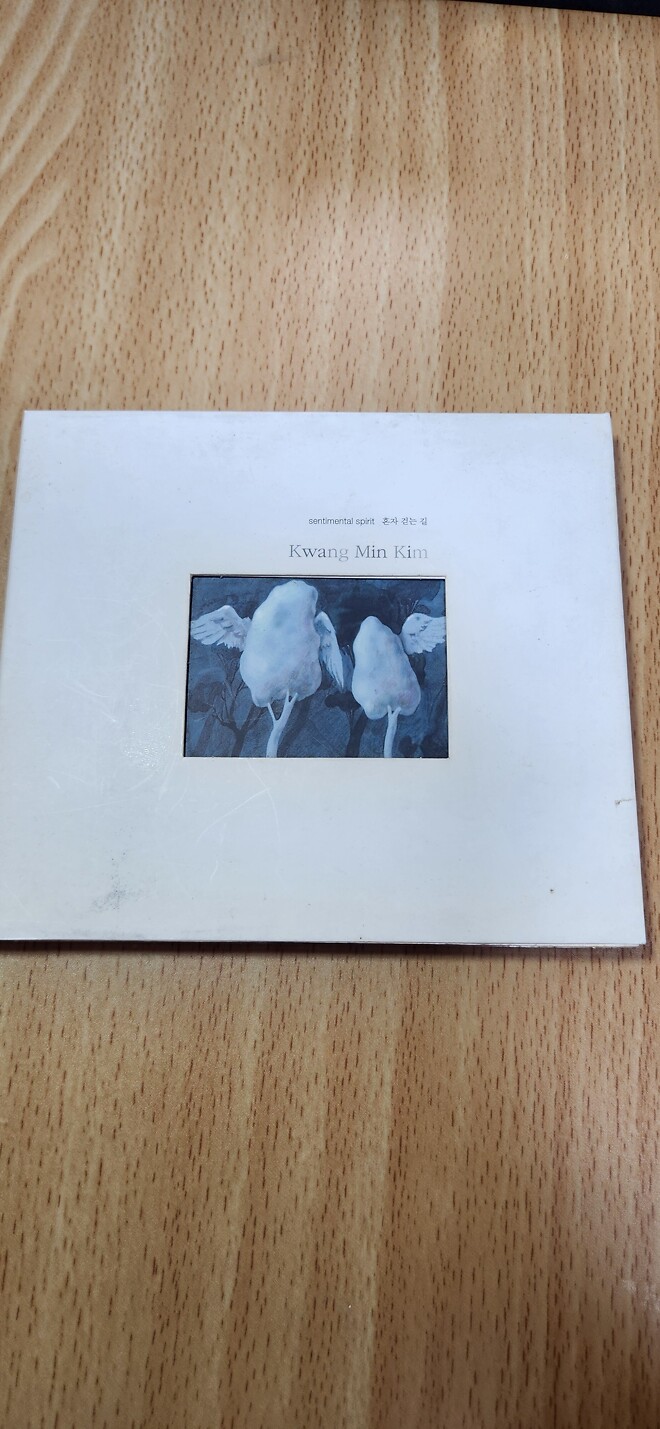 sentimental spirit 혼자 걷는 길
Kwang Min Kim